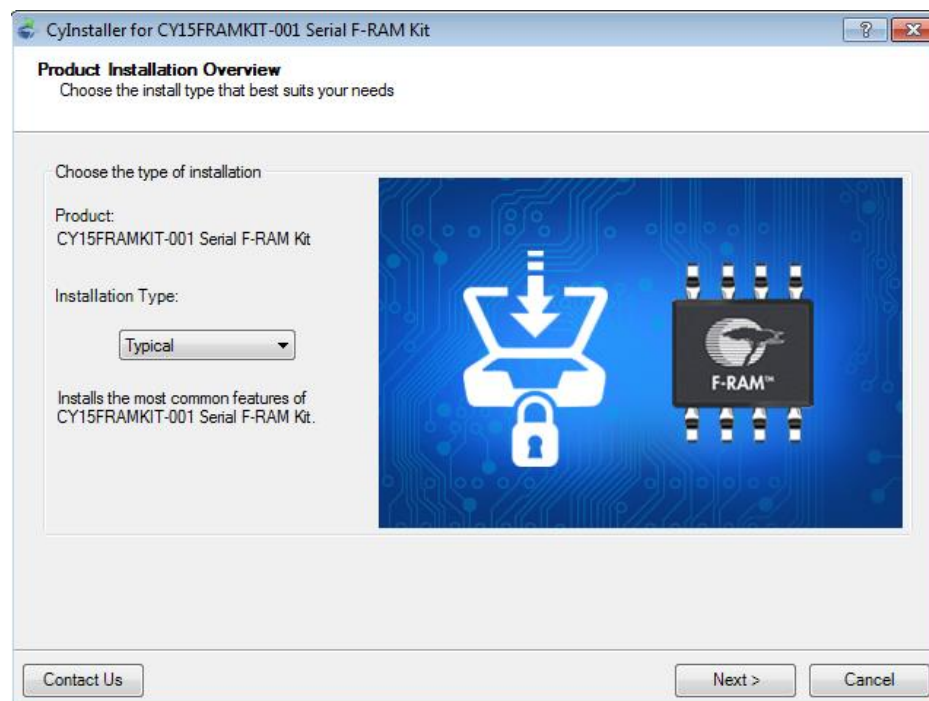 CyInstaller for CY15FRAMKIT-001 Serial F-RAM Kit
Product Installation Overview
Choose the install type that best suits your needs
Choose the type of installation
Product:
CY15FRAMKIT-001 Serial F-RAM Kit
Installation Type:
Typical
Installs the most common features of
CY15FRAMKIT-001 Serial F-RAM Kit.
F-RAM™
Contact Us
Next >
Cancel